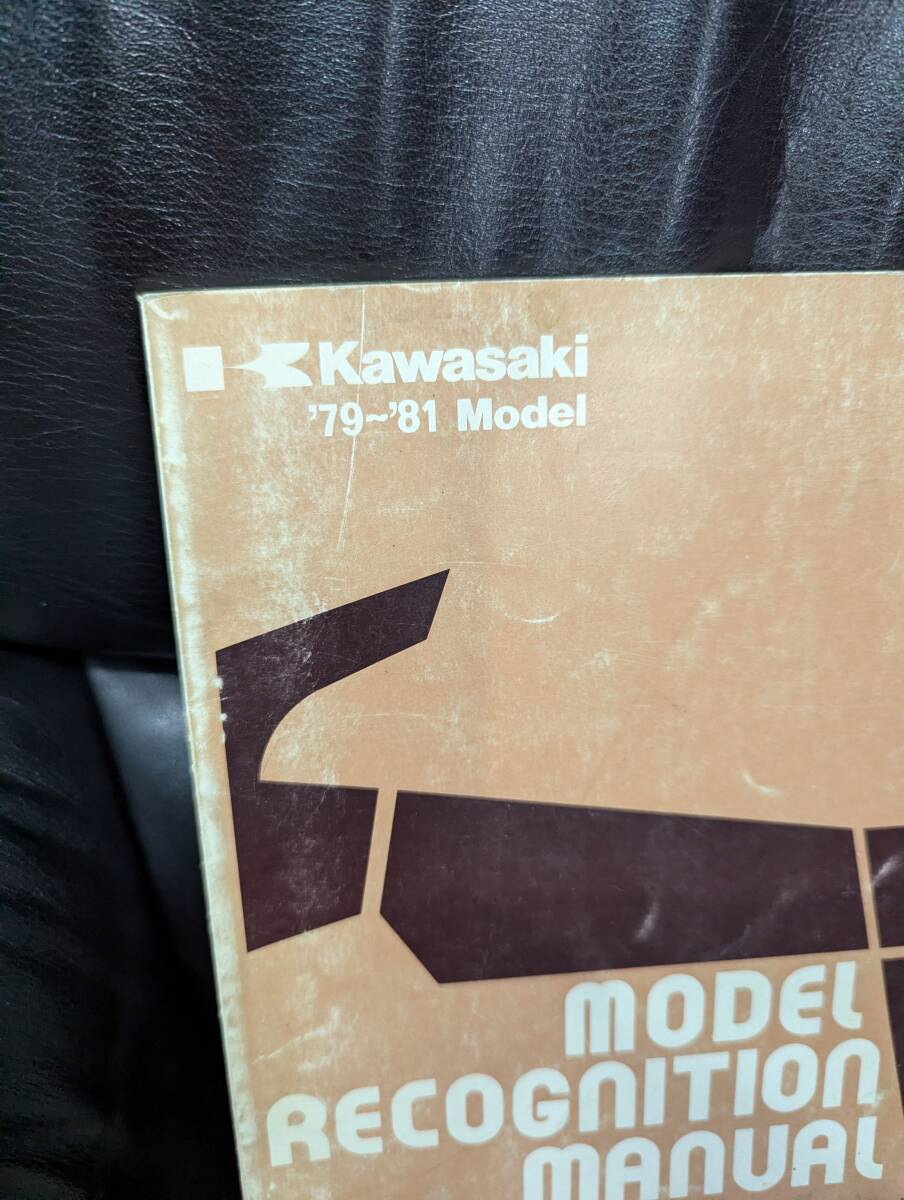 Kawasaki
'79~'81 Model
MODEL
RECOGNITION
MANUAL